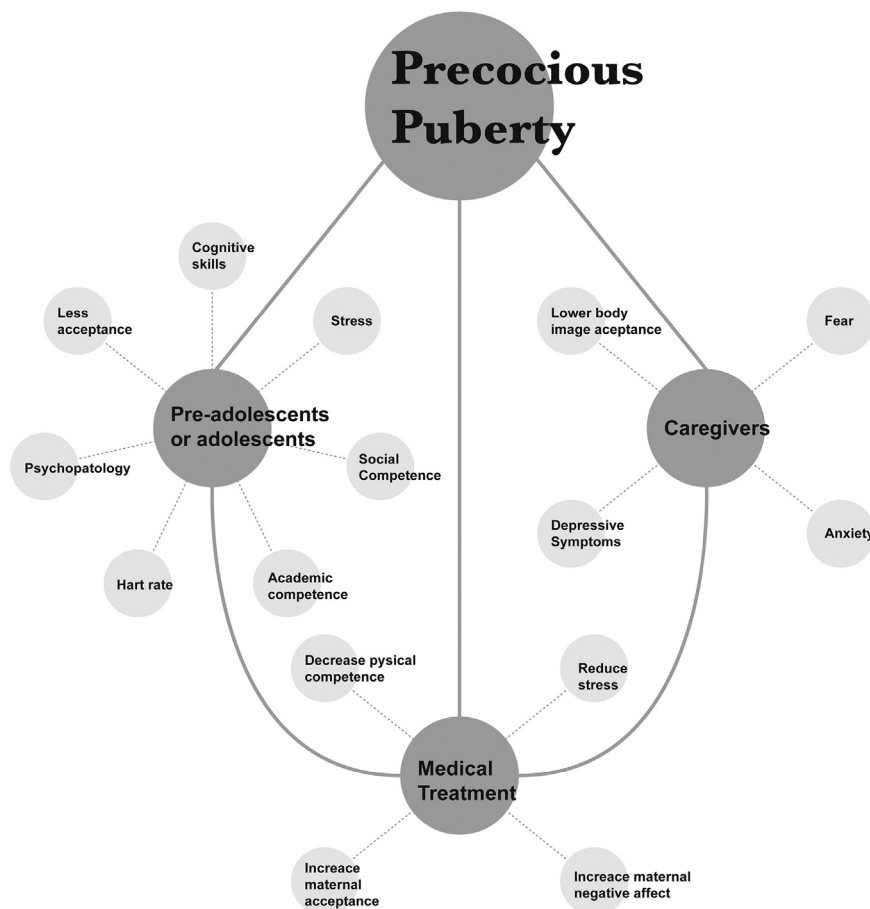 Precocious
Puberty
Cognitive
skills
Less
acceptance
Stress
Pre-adolescents
or adolescents
Psychopatology
Social
Competence
Hart rate
Academic
competence
Lower body
image aceptance
Fear
Caregivers
Depressive
Symptoms
Anxiety
Decrease pysical
competence
Reduce
stress
Medical
Treatment
Increace
maternal
acceptance
Increase maternal
negative affect